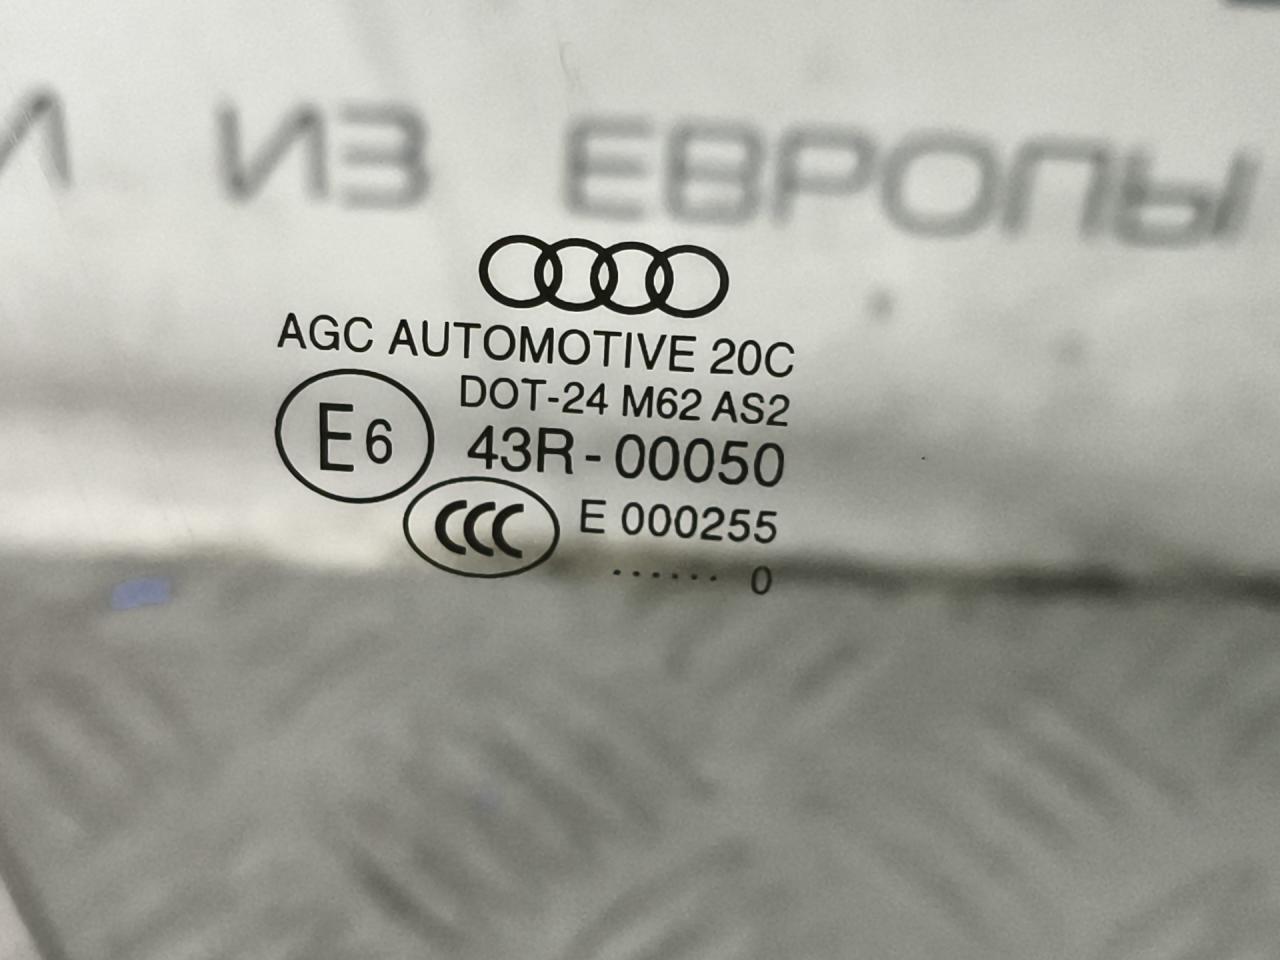 ИЗ ЕВРОПЫ
AGC AUTOMOTIVE 20C
DOT-24 M62 AS2
E6 43R-00050
CCC E 000255
...... 0